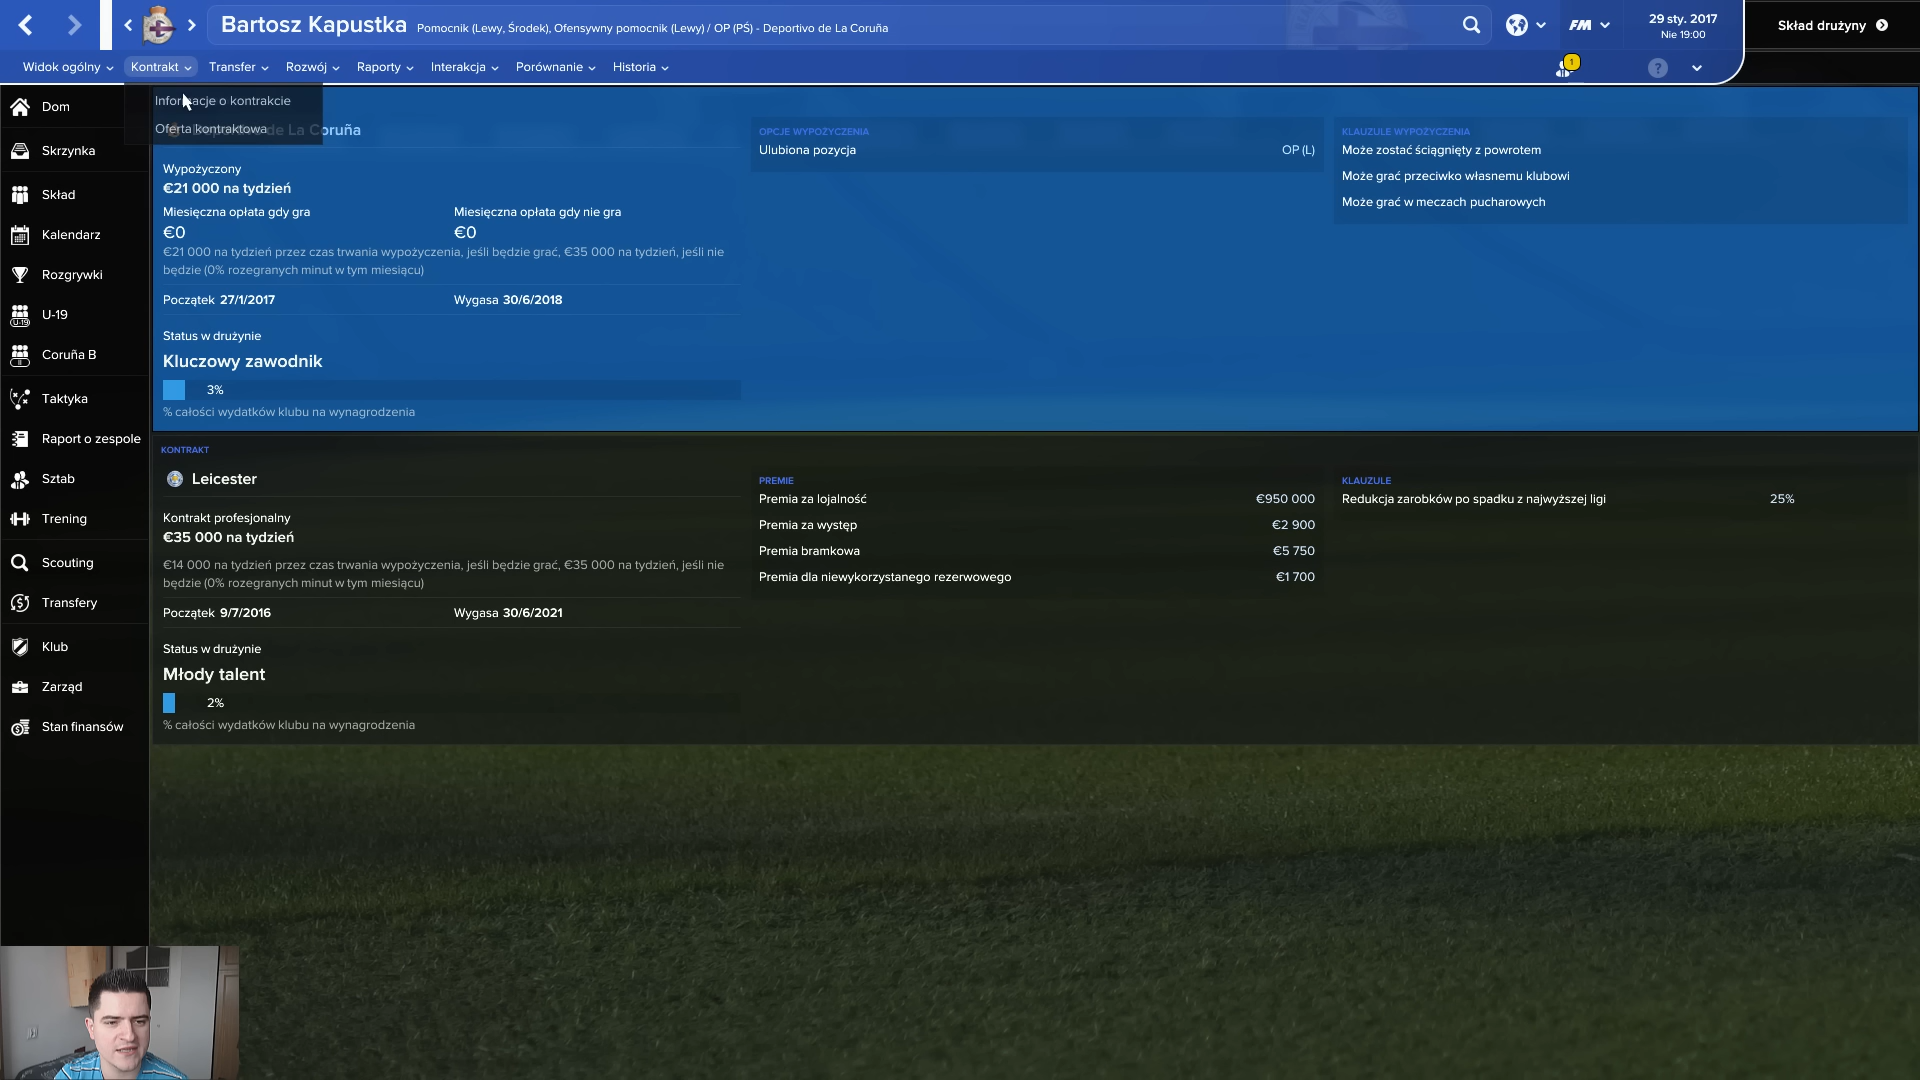 Bartosz Kapustka
Pomocnik (Lewy, Środek), Ofensywny pomocnik (Lewy) / OP (PŚ) - Deportivo de La Coruña
FM
29 sty. 2017
Nie 19:00
Skład drużyny
Widok ogólny
Kontrakt
Transfer
Rozwój
Raporty
Interakcja
Porównanie
Historia
1
?
Informacje o kontrakcie
Oferta kontraktowa
de La Coruña
Dom
Skrzynka
Skład
Kalendarz
Rozgrywki
U-19
Coruña B
Taktyka
Raport o zespole
Sztab
Trening
Scouting
Transfery
Klub
Zarząd
Stan finansów
Wypożyczony
€21 000 na tydzień
Miesięczna opłata gdy gra
Miesięczna opłata gdy nie gra
€0
€0
€21 000 na tydzień przez czas trwania wypożyczenia, jeśli będzie grać, €35 000 na tydzień, jeśli nie
będzie (0% rozegranych minut w tym miesiącu)
Początek 27/1/2017
Wygasa 30/6/2018
Status w drużynie
Kluczowy zawodnik
3%
% całości wydatków klubu na wynagrodzenia
OPCJE WYPOŻYCZENIA
Ulubiona pozycja
OP (L)
KLAUZULE WYPOŻYCZENIA
Może zostać ściągnięty z powrotem
Może grać przeciwko własnemu klubowi
Może grać w meczach pucharowych
KONTRAKT
Leicester
Kontrakt profesjonalny
€35 000 na tydzień
€14 000 na tydzień przez czas trwania wypożyczenia, jeśli będzie grać, €35 000 na tydzień, jeśli nie
będzie (0% rozegranych minut w tym miesiącu)
Początek 9/7/2016
Wygasa 30/6/2021
Status w drużynie
Młody talent
2%
% całości wydatków klubu na wynagrodzenia
PREMIE
Premia za lojalność
€950 000
Premia za występ
€2 900
Premia bramkowa
€5 750
Premia dla niewykorzystanego rezerwowego
€1 700
KLAUZULE
Redukcja zarobków po spadku z najwyższej ligi
25%